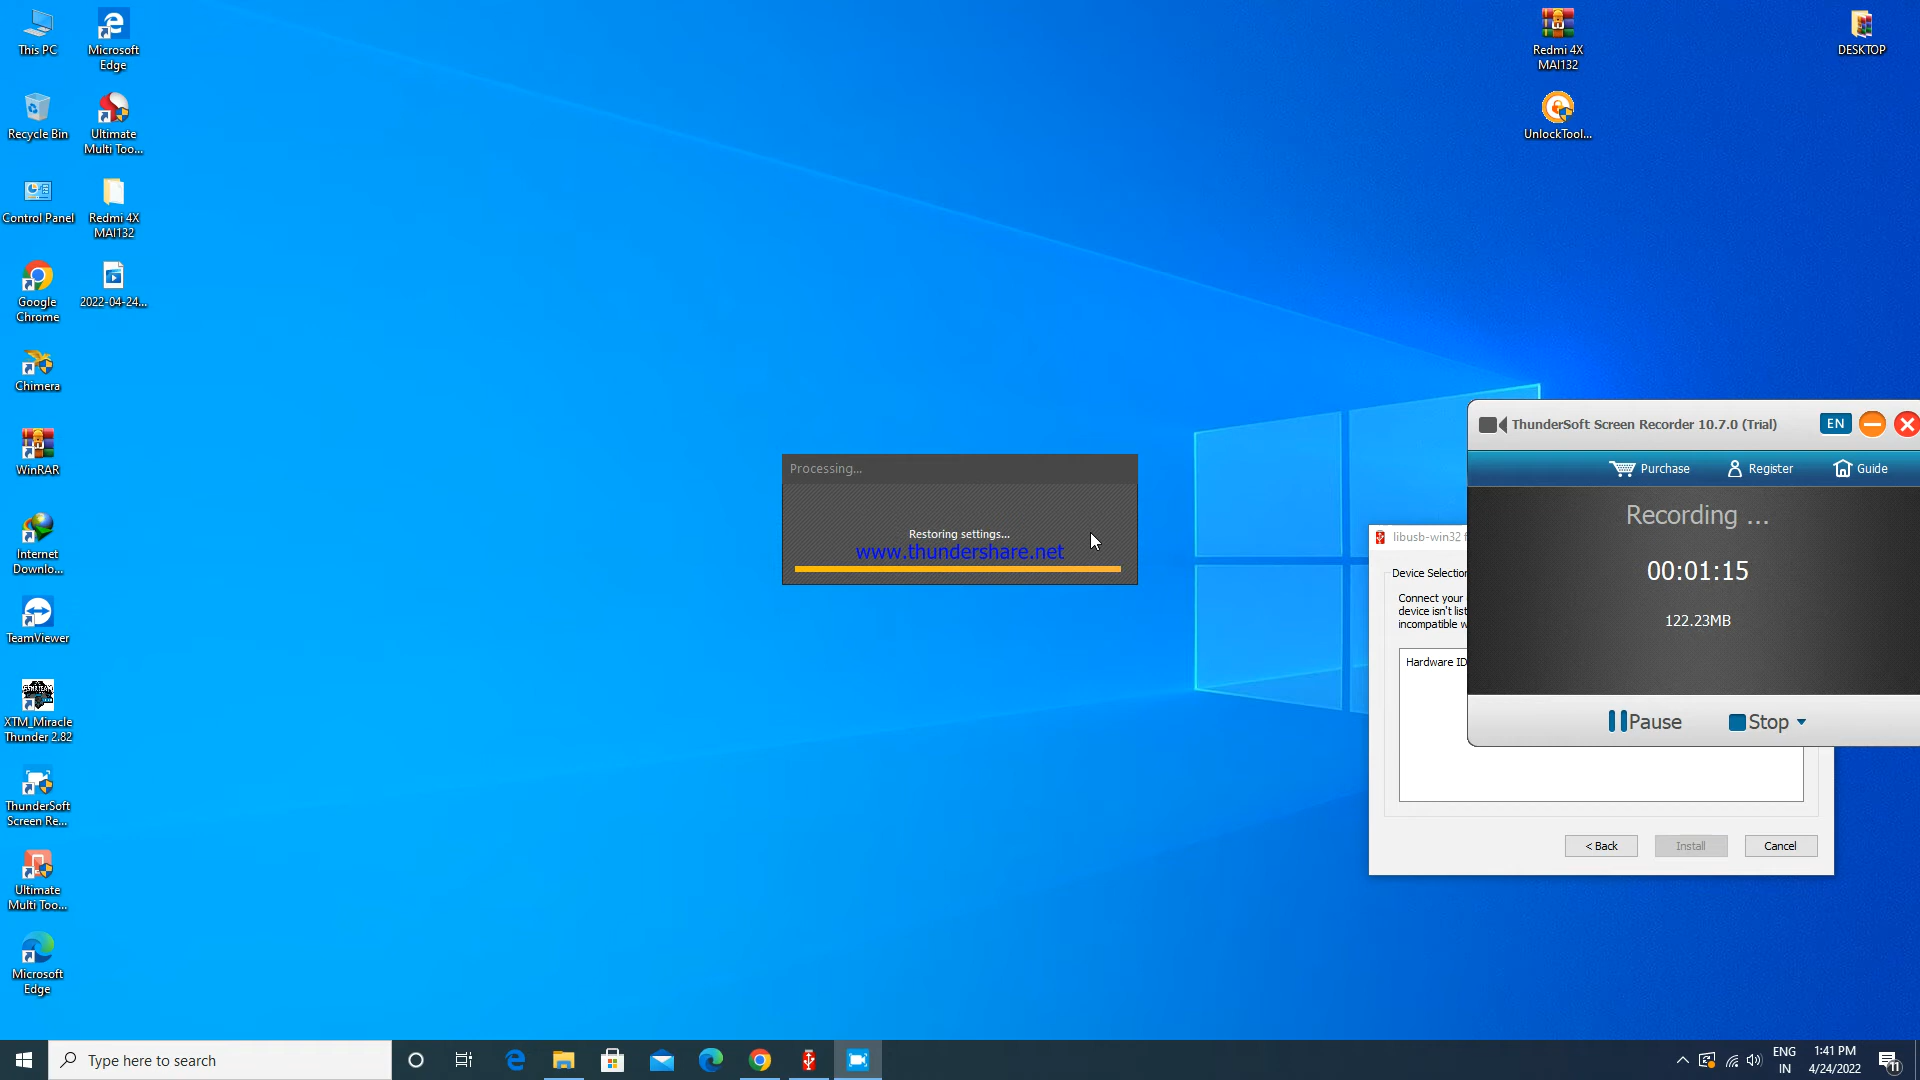 This PC
Microsoft
Edge
Recycle Bin
Ultimate
Multi Too...
Control Panel
Redmi 4X
MAI132
Google
Chrome
2022-04-24...
Chimera
WinRAR
Internet
Downlo...
TeamViewer
XTM_Miracle
Thunder 2.82
ThunderSoft
Screen Re...
Ultimate
Multi Too...
Microsoft
Edge
Redmi 4X
MAI132
UnlockTool...
DESKTOP
Processing...
Restoring settings...
www.thundershare.net
ThunderSoft Screen Recorder 10.7.0 (Trial)
EN
Purchase
Register
Guide
Recording ...
00:01:15
122.23MB
Pause
Stop
libusb-win32
Device Selection
Connect your
device isn't
incompatible
Hardware ID
< Back
Install
Cancel
Type here to search
ENG
IN
1:41 PM
4/24/2022
11